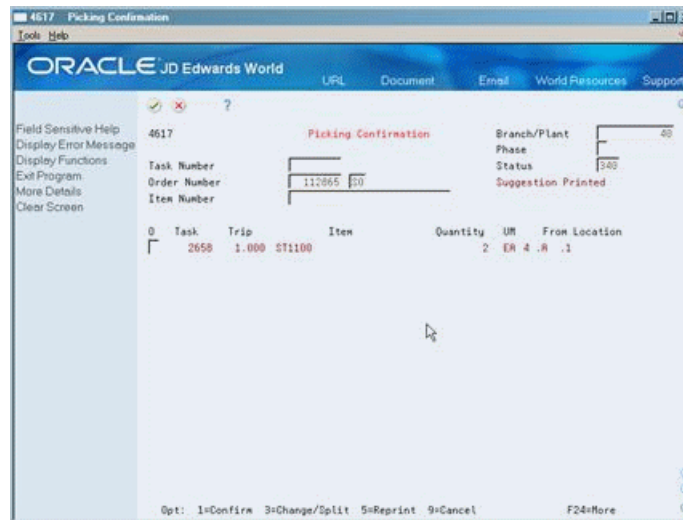 4617 Picking Confirmation
Tools Help
ORACLE JD Edwards World
URL Document Email World Resources Support
Field Sensitive Help
Display Error Message
Display Functions
Exit Program
More Details
Clear Screen
?
4617 Picking Confirmation Branch/Plant 40
Phase
Task Number Status 340
Order Number 112865 SO Suggestion Printed
Item Number
O Task Trip Item Quantity UM From Location
2658 1.000 ST1100 2 EA 4 .A .1
Opt: 1=Confirm 3=Change/Split 5=Reprint 9=Cancel F24=More